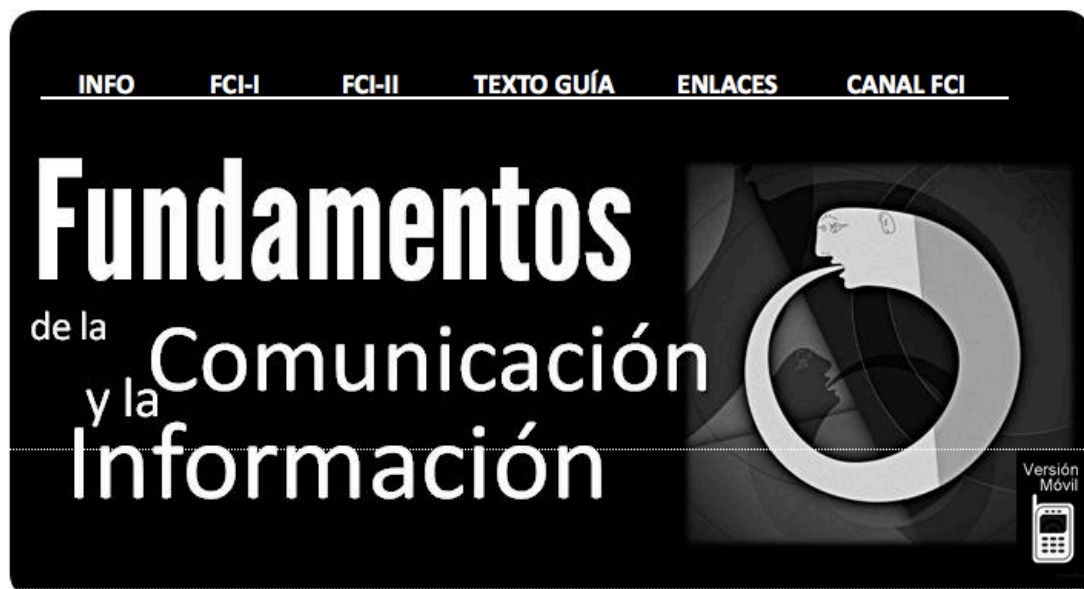 INFO FCI-I FCI-II TEXTO GUÍA ENLACES CANAL FCI
Fundamentos
de la
Comunicación
y la
Información
Versión
Móvil